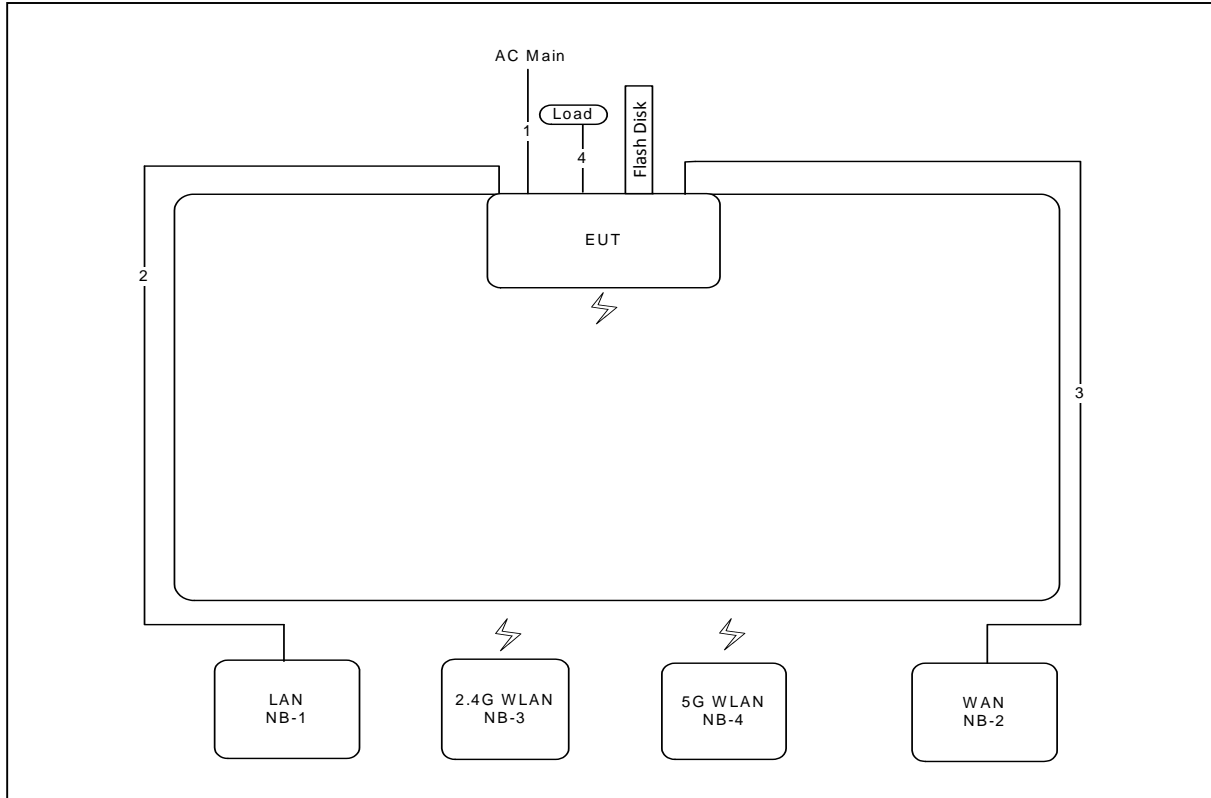 AC Main
Load
Flash Disk
1
4
EUT
2
3
LAN
NB-1
2.4G WLAN
NB-3
5G WLAN
NB-4
WAN
NB-2